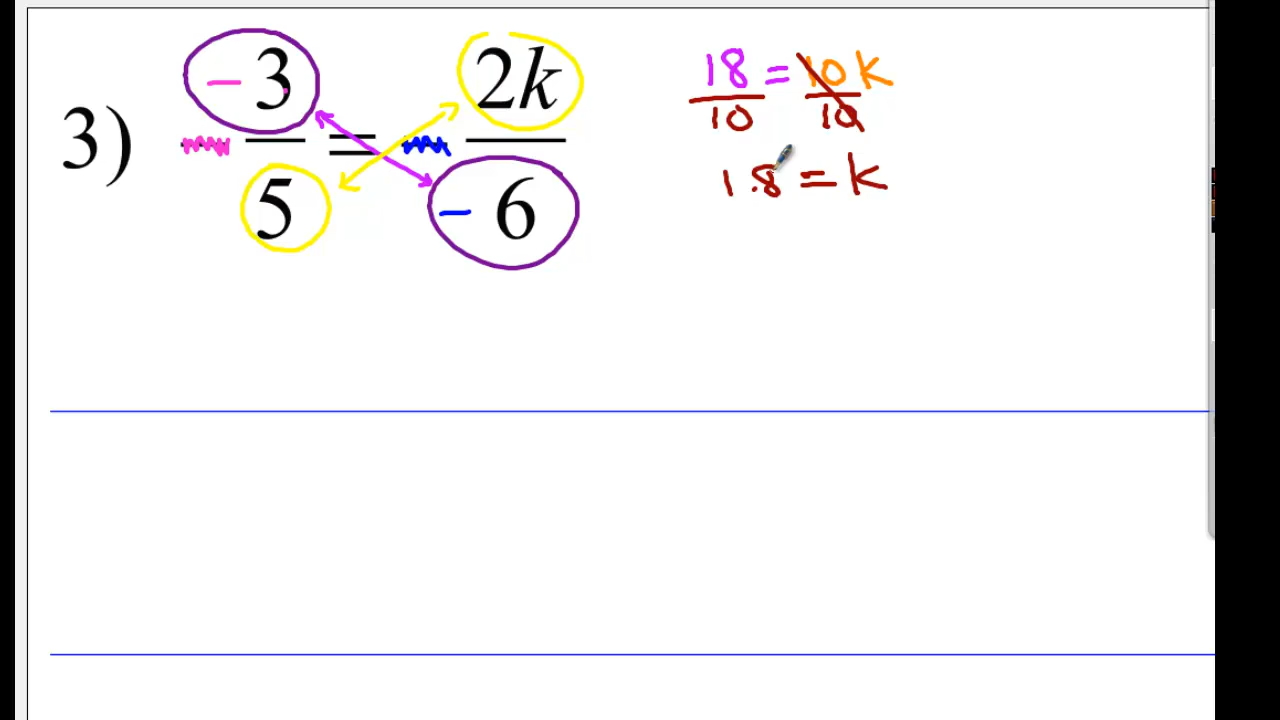 3) -3/5 = 2k/-6
18 = 10k
10 10
1.8 = k